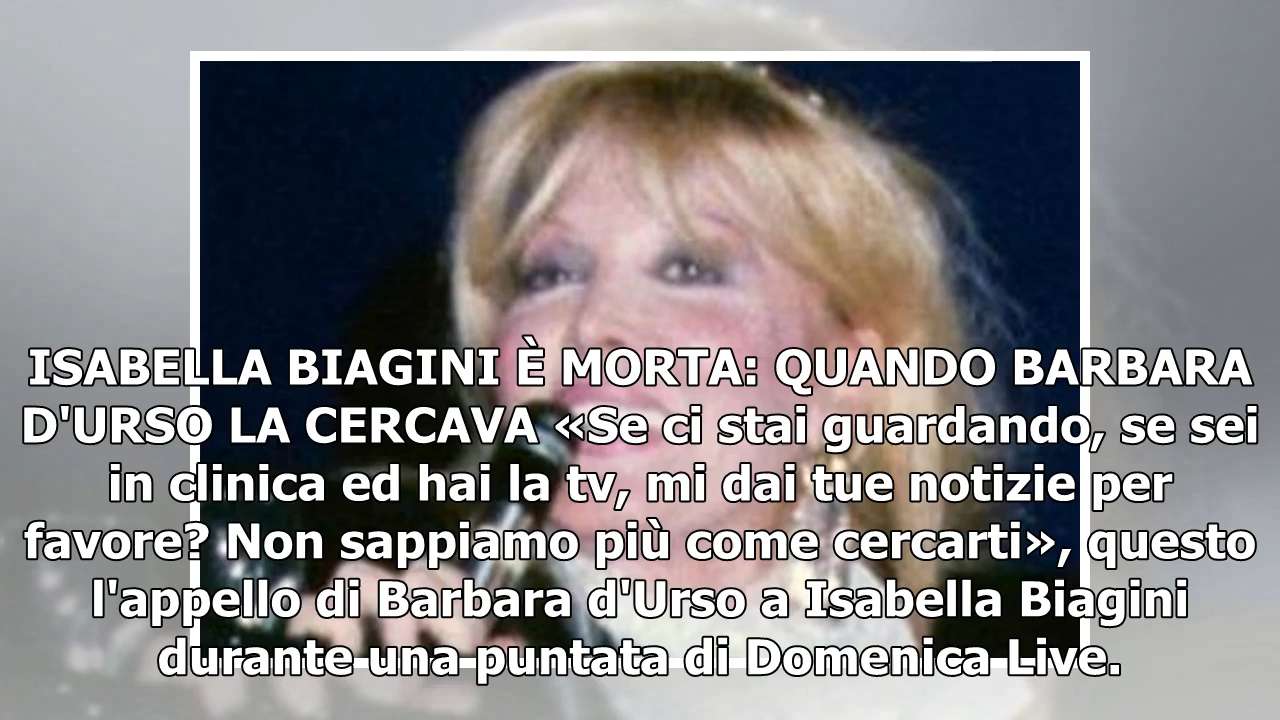 ISABELLA BIAGINI È MORTA: QUANDO BARBARA
D'URSO LA CERCAVA «Se ci stai guardando, se sei
in clinica ed hai la tv, mi dai tue notizie per
favore? Non sappiamo più come cercarti», questo
l'appello di Barbara d'Urso a Isabella Biagini
durante una puntata di Domenica Live.